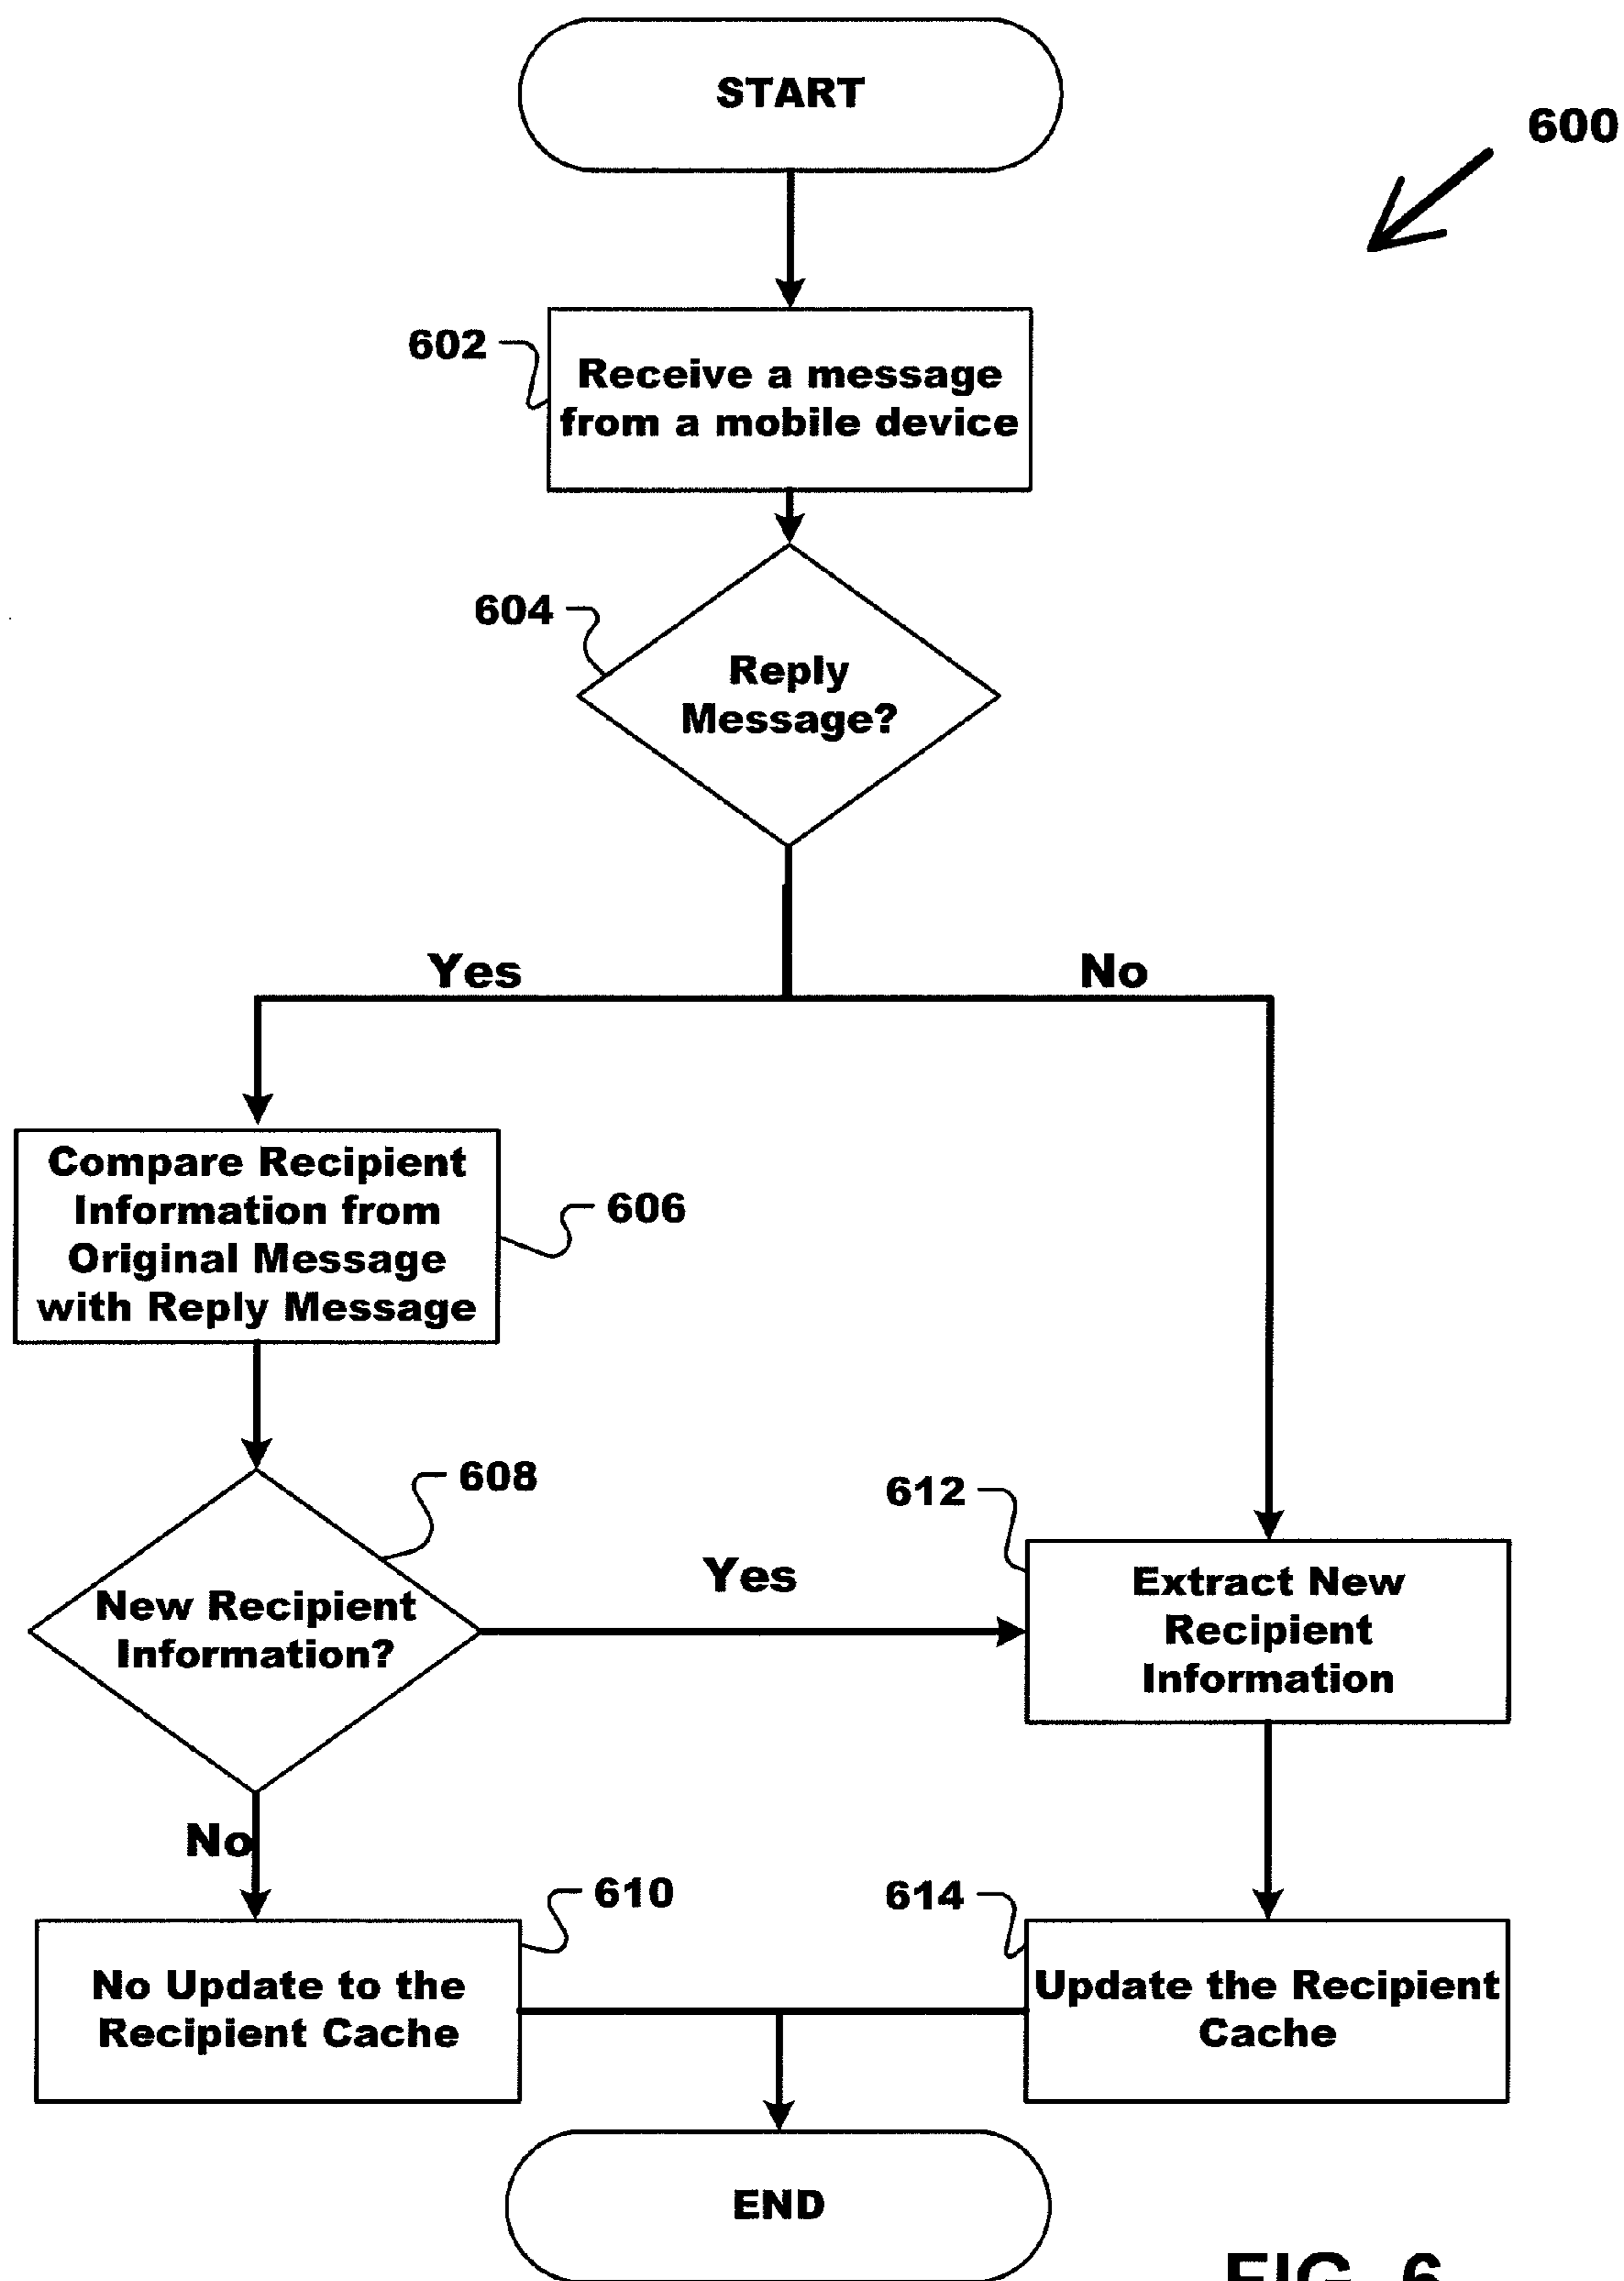 START
600
602
Receive a message
from a mobile device
604
Reply
Message?
Yes
No
Compare Recipient
Information from
Original Message
with Reply Message
606
608
New Recipient
Information?
Yes
612
Extract New
Recipient
Information
No
610
No Update to the
Recipient Cache
614
Update the Recipient
Cache
END
FIG. 6